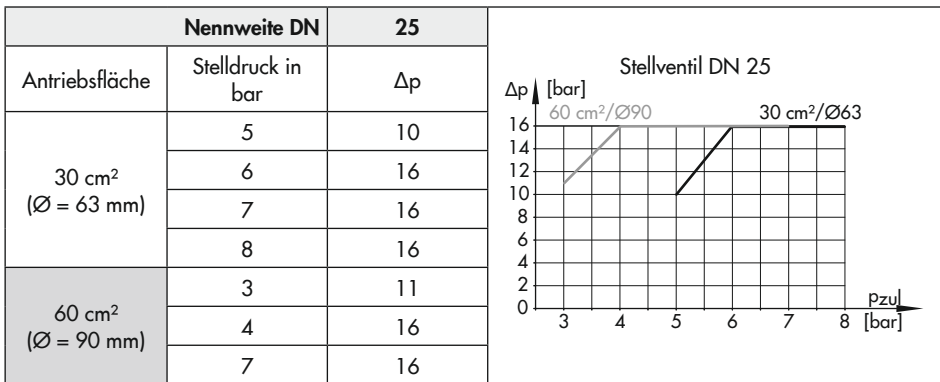 Nennweite DN 25
Antriebsfläche Stelldruck in bar Δp
30 cm²
(Ø = 63 mm)
5 10
6 16
7 16
8 16
60 cm²
(Ø = 90 mm)
3 11
4 16
7 16
Stellventil DN 25
Δp [bar]
60 cm²/Ø90 30 cm²/Ø63
16
14
12
10
8
6
4
2
0
3 4 5 6 7 8
pzul
[bar]